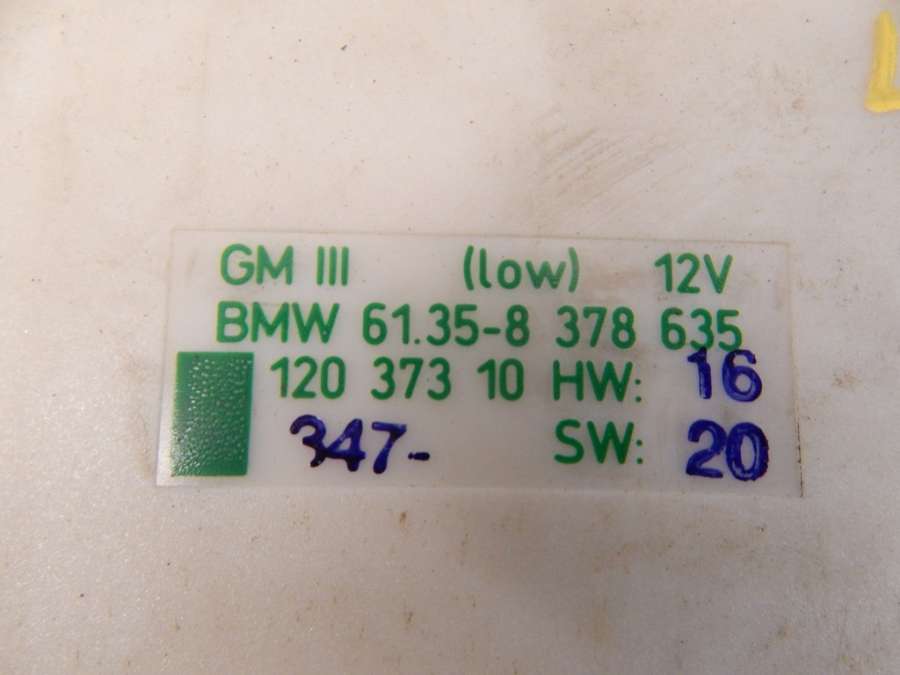 GM III (low) 12V
BMW 61.35-8 378 635
120 373 10 HW: 16
347- SW: 20